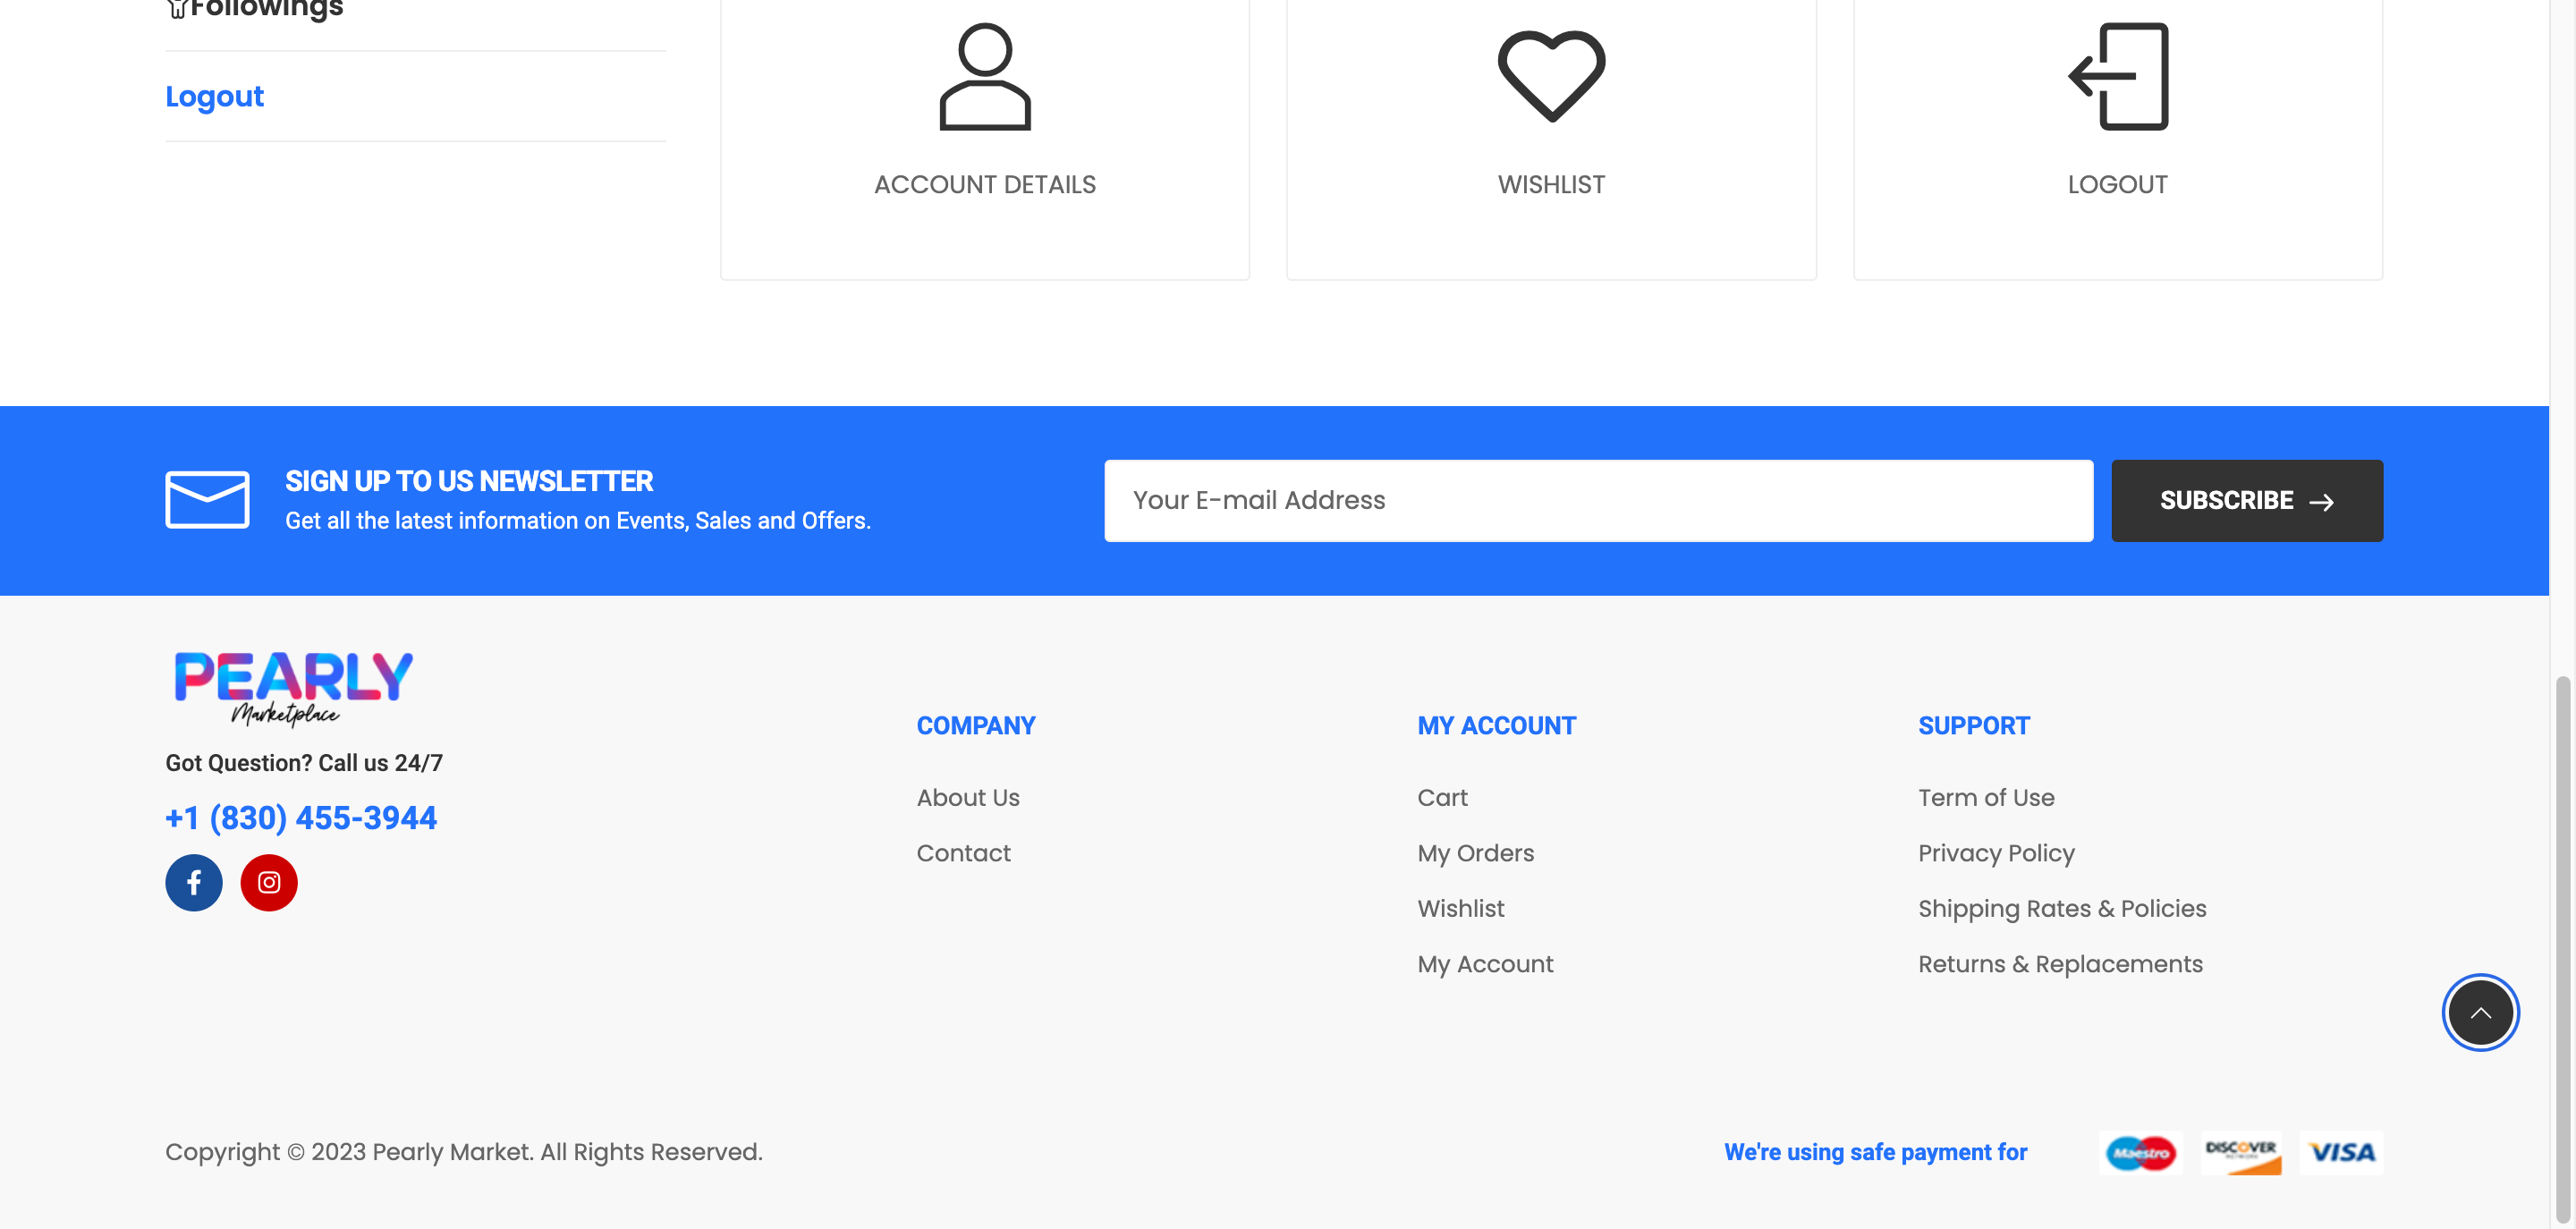 Followings
Logout
ACCOUNT DETAILS
WISHLIST
LOGOUT
SIGN UP TO US NEWSLETTER
Get all the latest information on Events, Sales and Offers.
Your E-mail Address
SUBSCRIBE
PEARLY
Marketplace
Got Question? Call us 24/7
+1 (830) 455-3944
COMPANY
About Us
Contact
MY ACCOUNT
Cart
My Orders
Wishlist
My Account
SUPPORT
Term of Use
Privacy Policy
Shipping Rates & Policies
Returns & Replacements
Copyright © 2023 Pearly Market. All Rights Reserved.
We're using safe payment for
Maestro
DISCOVER
NETWORK
VISA